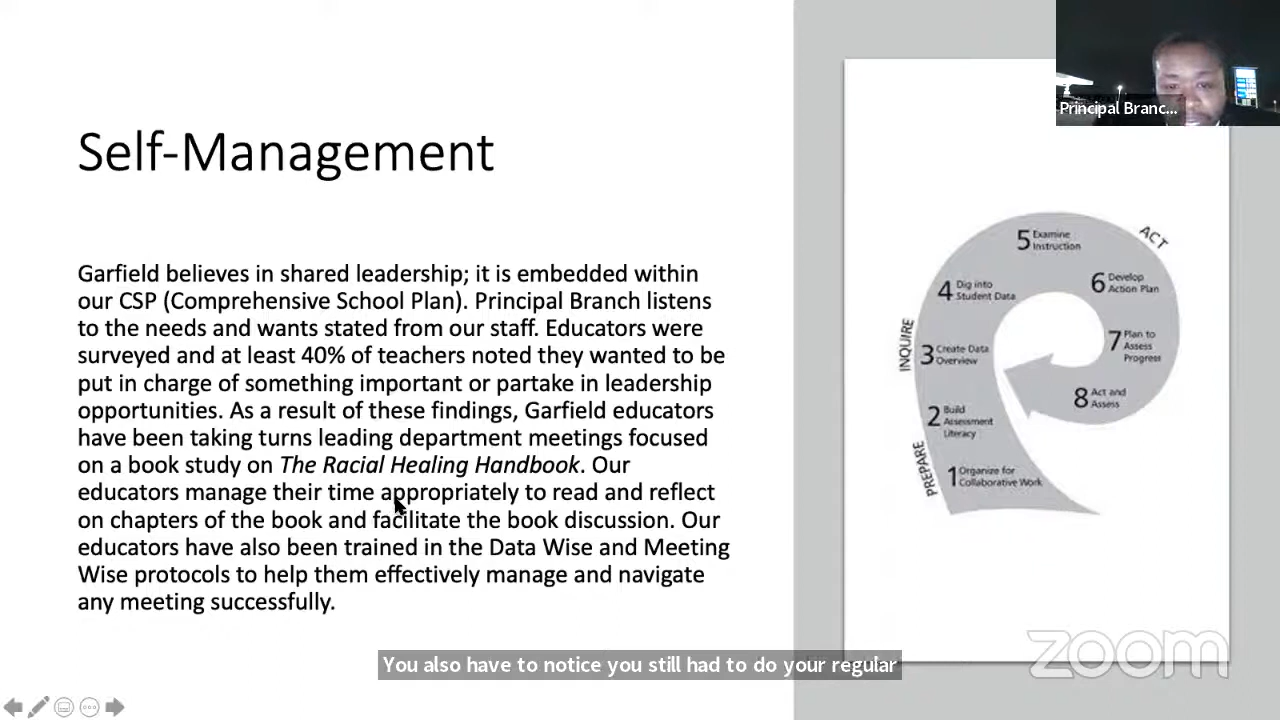 Self-Management
Garfield believes in shared leadership; it is embedded within
our CSP (Comprehensive School Plan). Principal Branch listens
to the needs and wants stated from our staff. Educators were
surveyed and at least 40% of teachers noted they wanted to be
put in charge of something important or partake in leadership
opportunities. As a result of these findings, Garfield educators
have been taking turns leading department meetings focused
on a book study on The Racial Healing Handbook. Our
educators manage their time appropriately to read and reflect
on chapters of the book and facilitate the book discussion. Our
educators have also been trained in the Data Wise and Meeting
Wise protocols to help them effectively manage and navigate
any meeting successfully.
Principal Branc...
PREPARE
1 Organize for
Collaborative Work
2 Build
Assessment
Literacy
INQUIRE
3 Create Data
Overview
4 Dig into
Student Data
5 Examine
Instruction
ACT
6 Develop
Action Plan
7 Plan to
Assess
Progress
8 Act and
Assess
zoom
You also have to notice you still had to do your regular